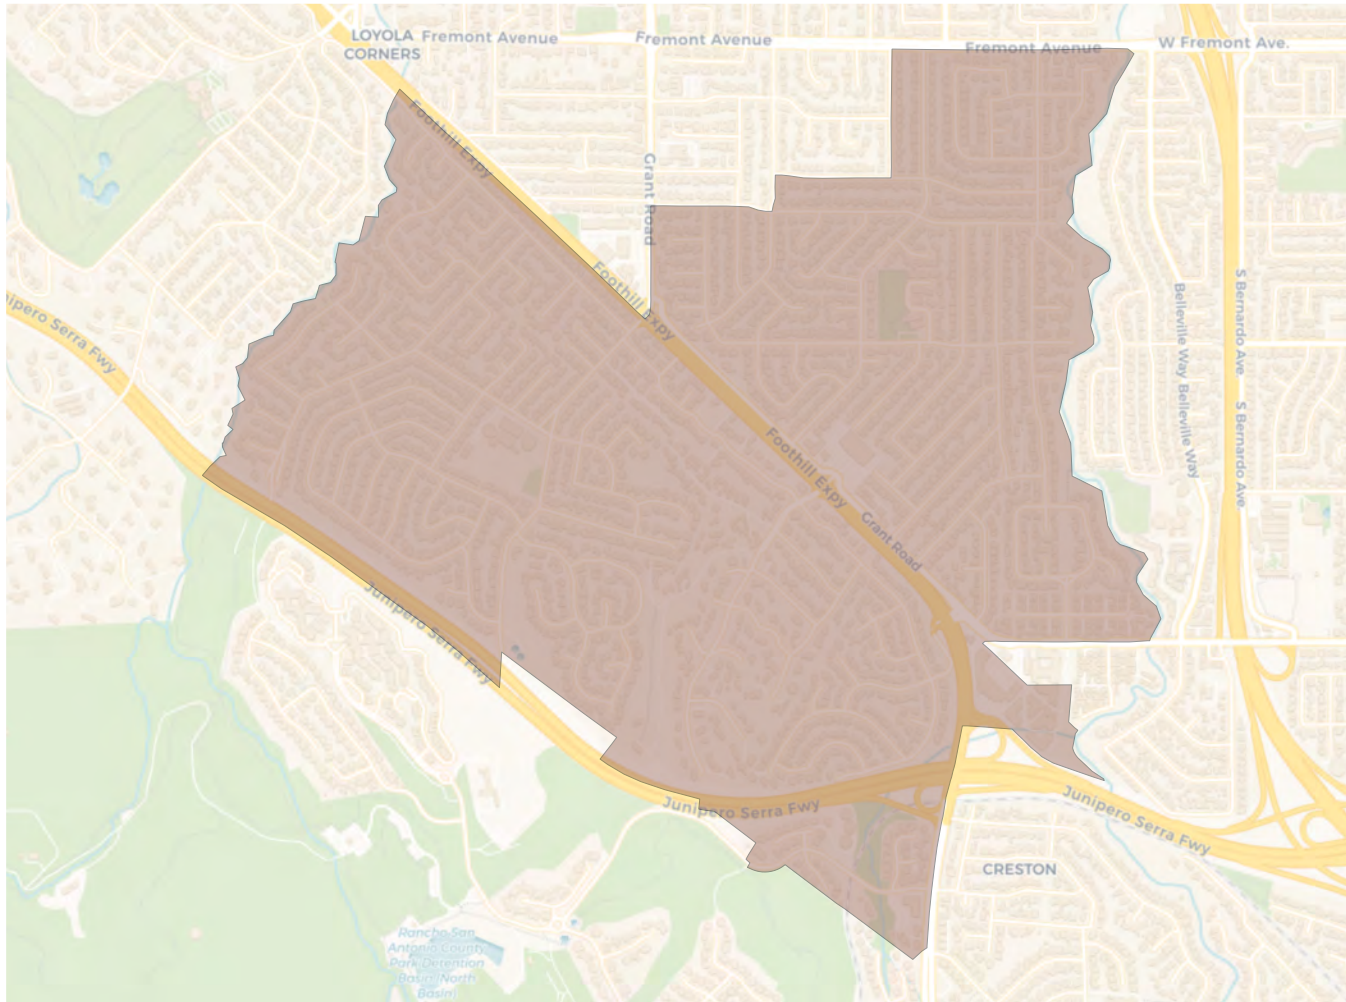 LOYOLA
CORNERS
Fremont Avenue
Fremont Avenue
Fremont Avenue
W Fremont Ave.
Foothill Expy
Grant Road
Foothill Expy
Junipero Serra Fwy
S Bernardo Ave.
Belleville Way
Belleville Way
S Bernardo Ave.
Foothill Expy
Grant Road
Junipero Serra Fwy
Junipero Serra Fwy
Junipero Serra Fwy
CRESTON
Rancho San
Antonio County
Park Detention
Basin, North
Basin)